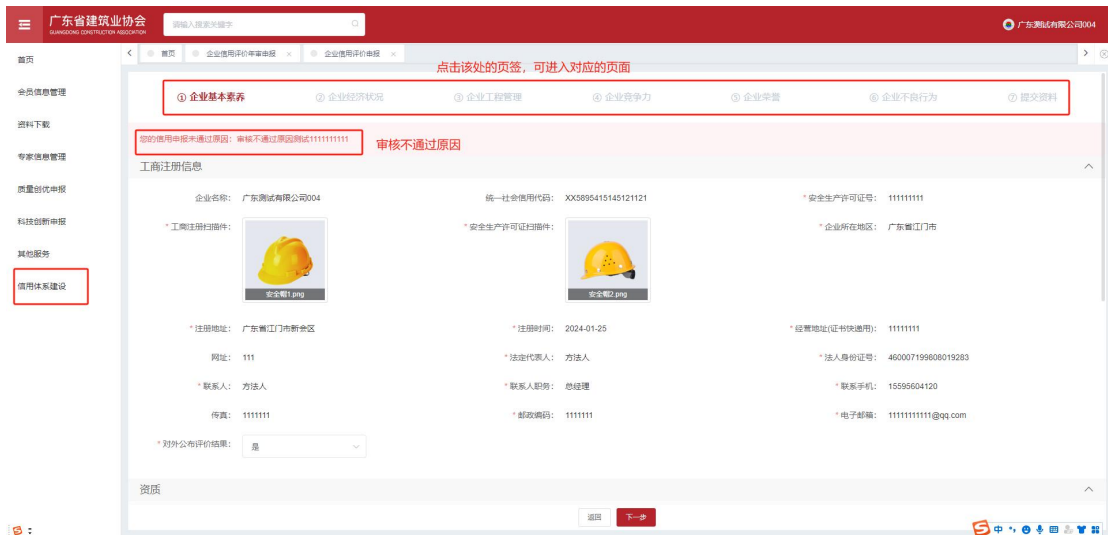 广东省建筑业协会
GUANGDONG CONSTRUCTION ASSOCIATION
请输入搜索关键字
广东测试有限公司004
首页
会员信息管理
资料下载
专家信息管理
质量创优申报
科技创新申报
其他服务
信用体系建设
首页 企业信用评价年审申报 × 企业信用评价申报 ×
点击该处的页签，可进入对应的页面
① 企业基本素养 ② 企业经济状况 ③ 企业工程管理 ④ 企业竞争力 ⑤ 企业荣誉 ⑥ 企业不良行为 ⑦ 提交资料
您的信用申报未通过原因：审核不通过原因测试1111111111
审核不通过原因
工商注册信息
企业名称： 广东测试有限公司004 统一社会信用代码： XX5895415145121121 * 安全生产许可证号： 111111111
* 工商注册扫描件： * 安全生产许可证扫描件： * 企业所在地区： 广东省江门市
安全帽1.png 安全帽2.png
* 注册地址： 广东省江门市新会区 * 注册时间： 2024-01-25 * 经营地址(证书快递用)： 11111111
网址： 111 * 法定代表人： 方法人 * 法人身份证号： 460007199808019283
* 联系人： 方法人 * 联系人职务： 总经理 * 联系手机： 15595604120
传真： 1111111 * 邮政编码： 1111111 * 电子邮箱： 11111111111@qq.com
* 对外公布评价结果： 是
资质
返回 下一步
中